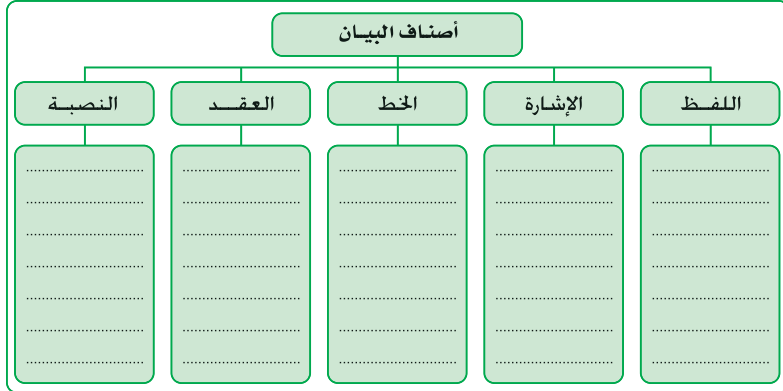 أصناف البيان
اللفظ
الإشارة
الخط
العقد
النصبة